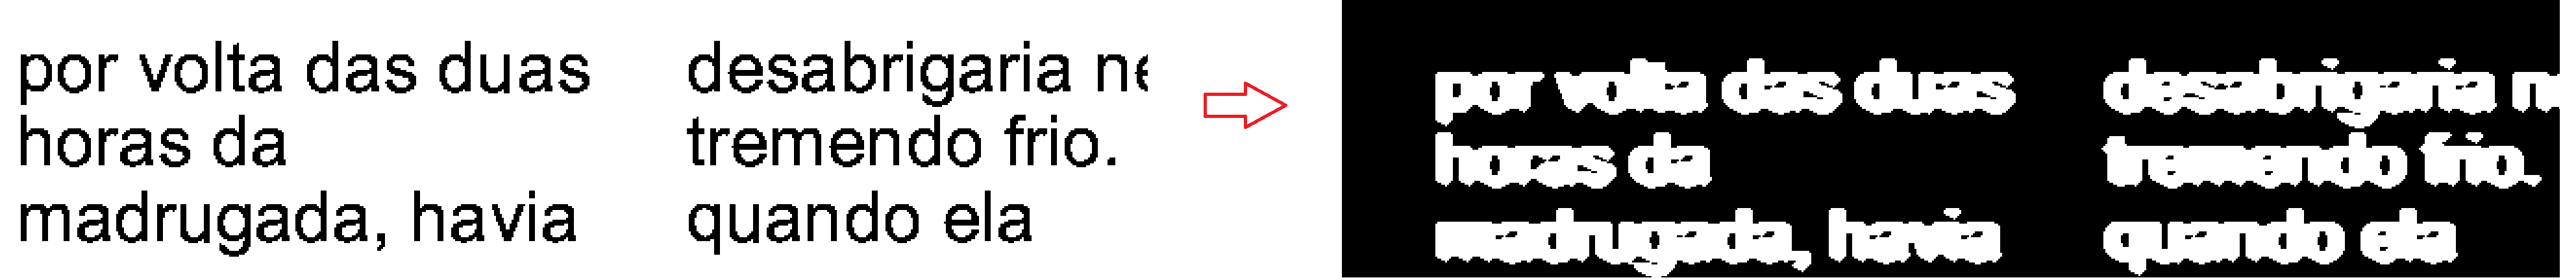 por volta das duas
horas da
madrugada, havia
desabrigaria ne
tremendo frio.
quando ela
por volta das duas
horas da
madrugada, havia
desabrigaria ne
tremendo frio.
quando ela